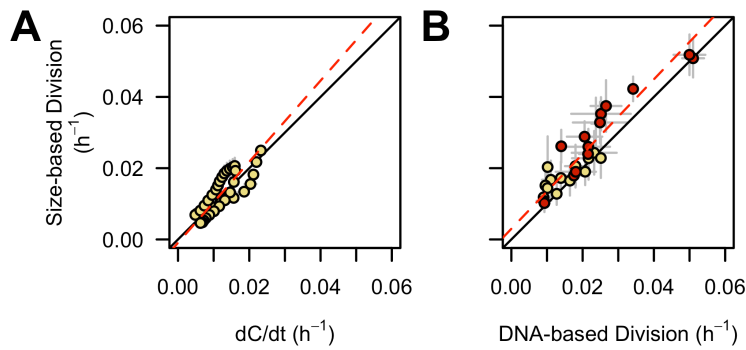 A
B
Size-based Division
(h⁻¹)
0.06
0.04
0.02
0.00
0.00 0.02 0.04 0.06
0.00 0.02 0.04 0.06
dC/dt (h⁻¹)
DNA-based Division (h⁻¹)